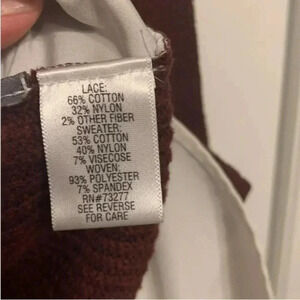 LACE:
66% COTTON
32% NYLON
2% OTHER FIBER
SWEATER:
53% COTTON
40% NYLON
7% VISECOSE
WOVEN:
93% POLYESTER
7% SPANDEX
RN#73277
SEE REVERSE
FOR CARE